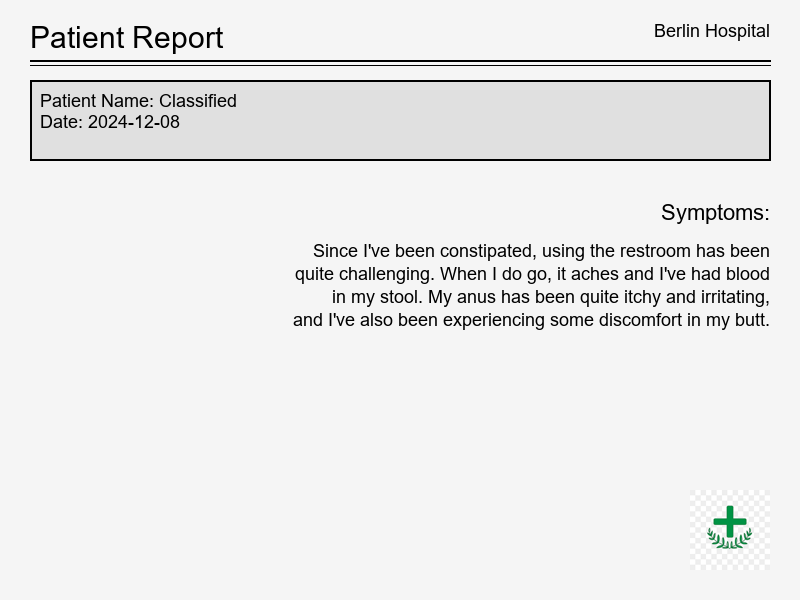 Patient Report
Berlin Hospital
Patient Name: Classified
Date: 2024-12-08
Symptoms:
Since I've been constipated, using the restroom has been
quite challenging. When I do go, it aches and I've had blood
in my stool. My anus has been quite itchy and irritating,
and I've also been experiencing some discomfort in my butt.